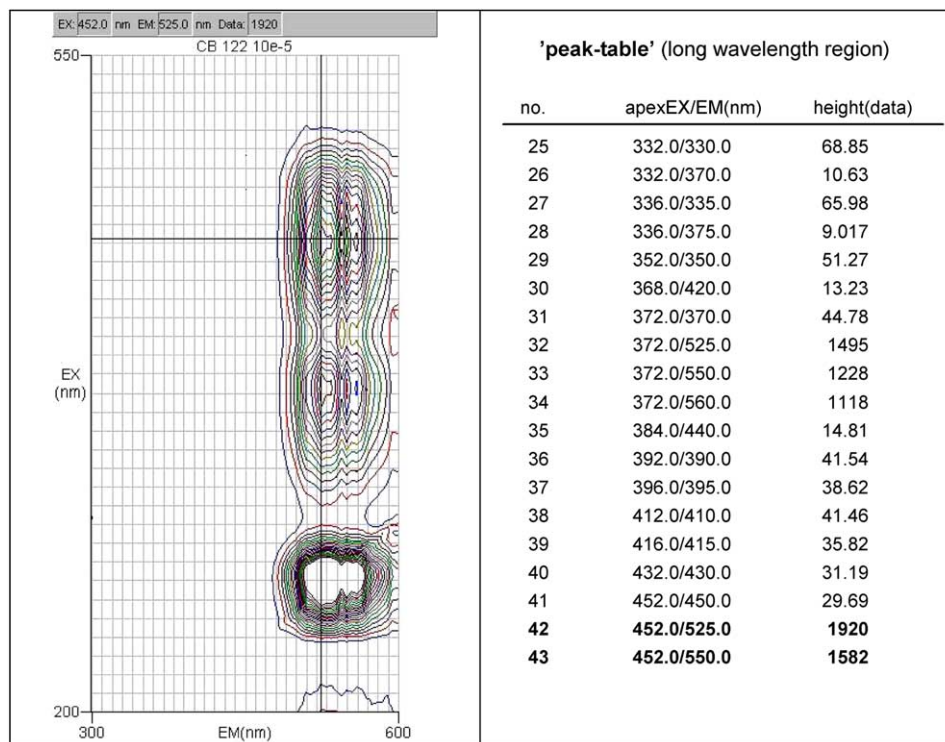 EX: 452.0 nm EM: 525.0 nm Data: 1920
CB 122 10e-5
550
EX
(nm)
200
300
EM(nm)
600
'peak-table' (long wavelength region)
no. apexEX/EM(nm) height(data)
25 332.0/330.0 68.85
26 332.0/370.0 10.63
27 336.0/335.0 65.98
28 336.0/375.0 9.017
29 352.0/350.0 51.27
30 368.0/420.0 13.23
31 372.0/370.0 44.78
32 372.0/525.0 1495
33 372.0/550.0 1228
34 372.0/560.0 1118
35 384.0/440.0 14.81
36 392.0/390.0 41.54
37 396.0/395.0 38.62
38 412.0/410.0 41.46
39 416.0/415.0 35.82
40 432.0/430.0 31.19
41 452.0/450.0 29.69
42 452.0/525.0 1920
43 452.0/550.0 1582